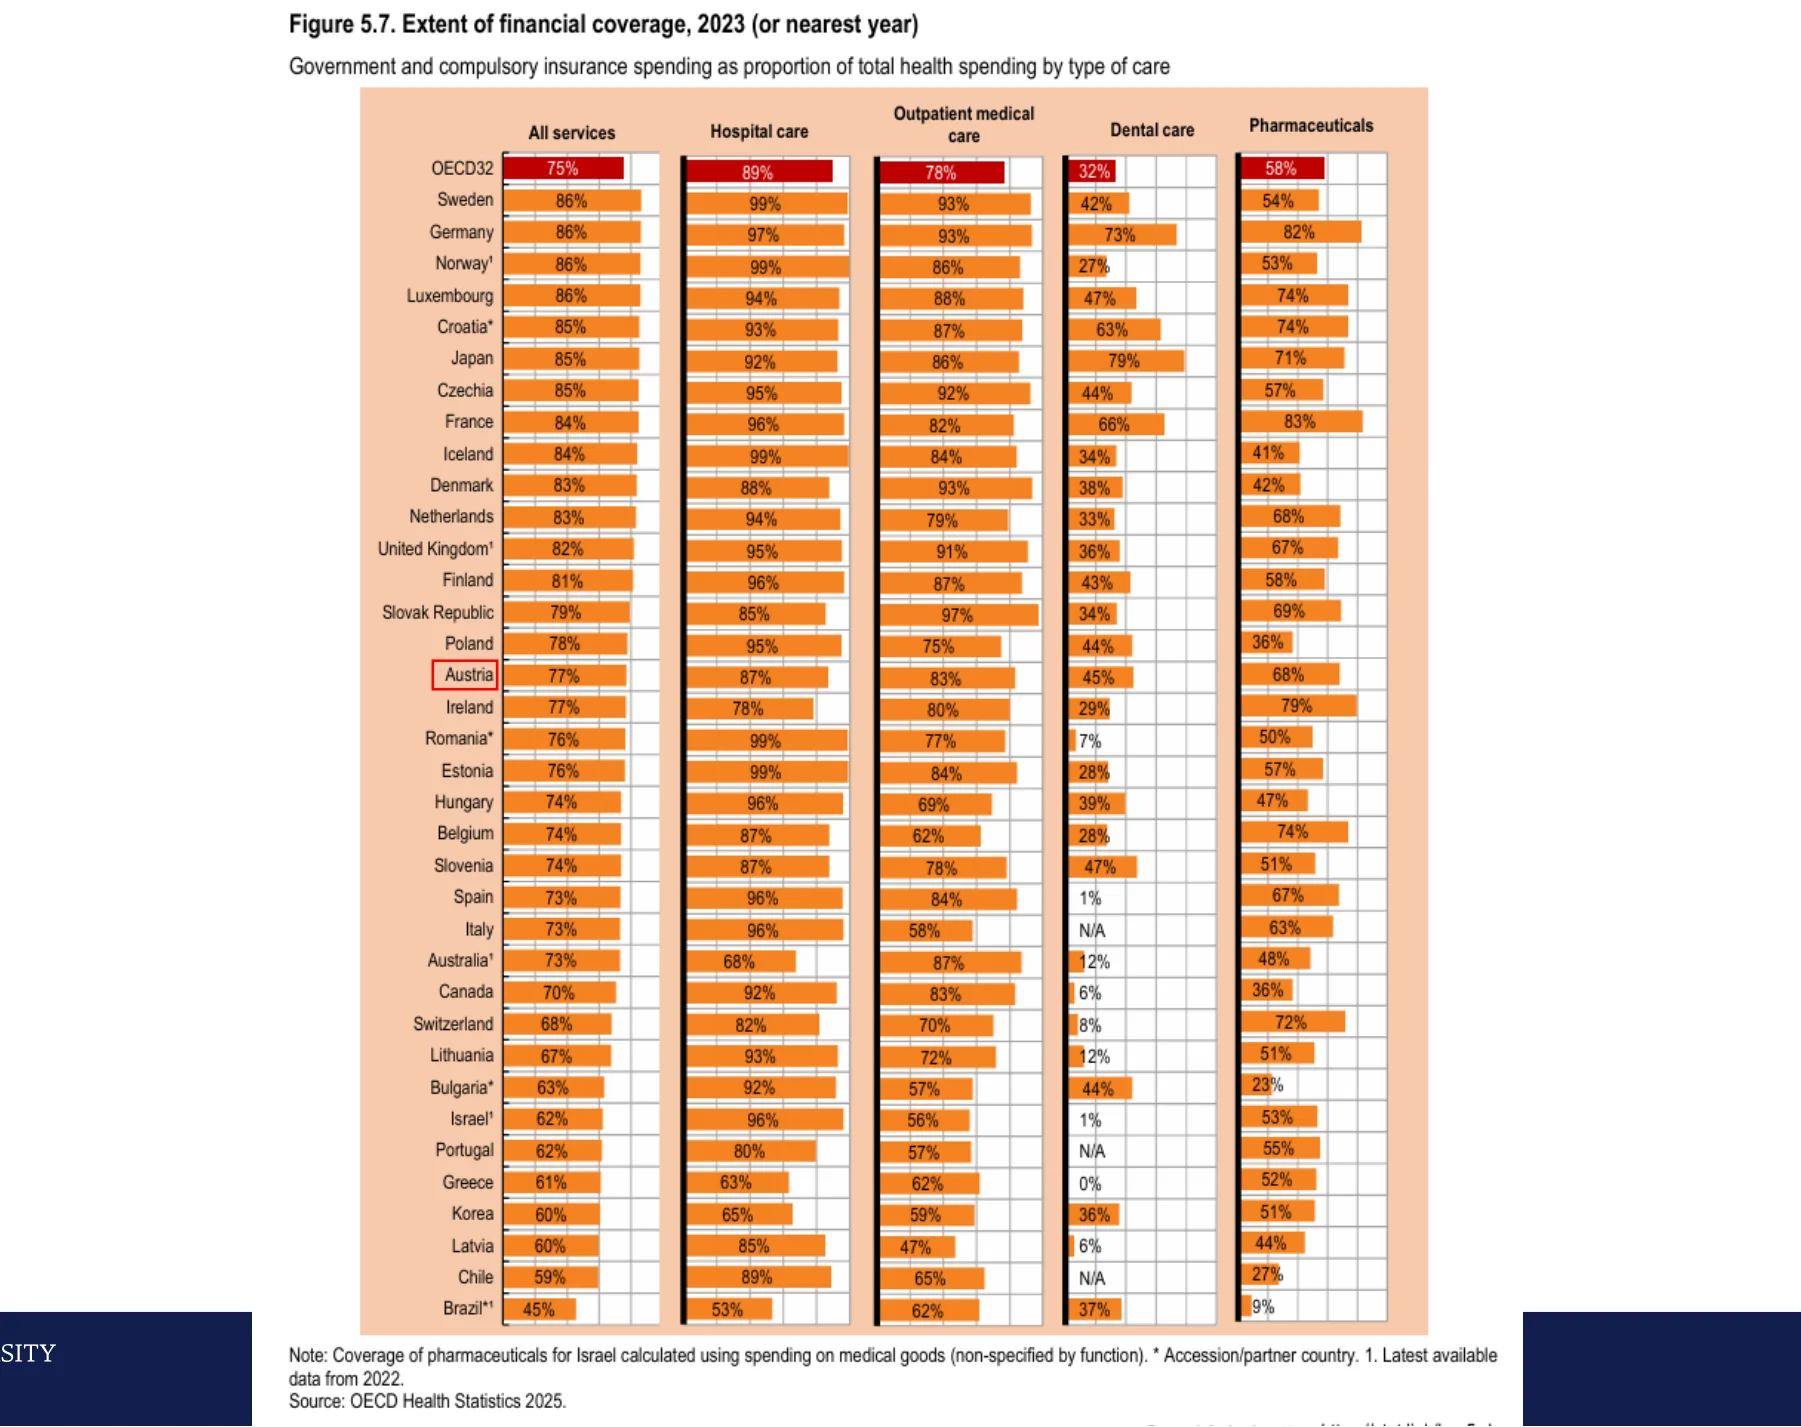 Figure 5.7. Extent of financial coverage, 2023 (or nearest year)
Government and compulsory insurance spending as proportion of total health spending by type of care
All services Hospital care Outpatient medical care Dental care Pharmaceuticals
OECD32 75% 89% 78% 32% 58%
Sweden 86% 99% 93% 42% 54%
Germany 86% 97% 93% 73% 82%
Norway¹ 86% 99% 86% 27% 53%
Luxembourg 86% 94% 88% 47% 74%
Croatia* 85% 93% 87% 63% 74%
Japan 85% 92% 86% 79% 71%
Czechia 85% 95% 92% 44% 57%
France 84% 96% 82% 66% 83%
Iceland 84% 99% 84% 34% 41%
Denmark 83% 88% 93% 38% 42%
Netherlands 83% 94% 79% 33% 68%
United Kingdom¹ 82% 95% 91% 36% 67%
Finland 81% 96% 87% 43% 58%
Slovak Republic 79% 85% 97% 34% 69%
Poland 78% 95% 75% 44% 36%
Austria 77% 87% 83% 45% 68%
Ireland 77% 78% 80% 29% 79%
Romania* 76% 99% 77% 7% 50%
Estonia 76% 99% 84% 28% 57%
Hungary 74% 96% 69% 39% 47%
Belgium 74% 87% 62% 28% 74%
Slovenia 74% 87% 78% 47% 51%
Spain 73% 96% 84% 1% 67%
Italy 73% 96% 58% N/A 63%
Australia¹ 73% 68% 87% 12% 48%
Canada 70% 92% 83% 6% 36%
Switzerland 68% 82% 70% 8% 72%
Lithuania 67% 93% 72% 12% 51%
Bulgaria* 63% 92% 57% 44% 23%
Israel¹ 62% 96% 56% 1% 53%
Portugal 62% 80% 57% N/A 55%
Greece 61% 63% 62% 0% 52%
Korea 60% 65% 59% 36% 51%
Latvia 60% 85% 47% 6% 44%
Chile 59% 89% 65% N/A 27%
Brazil*¹ 45% 53% 62% 37% 9%
SITY
Note: Coverage of pharmaceuticals for Israel calculated using spending on medical goods (non-specified by function). * Accession/partner country. 1. Latest available
data from 2022.
Source: OECD Health Statistics 2025.